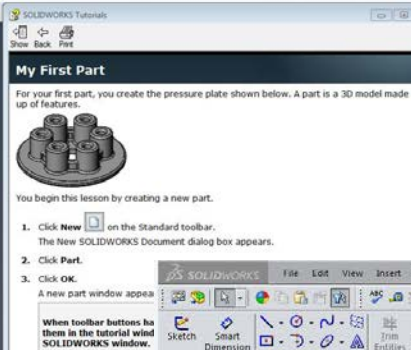 SOLIDWORKS Tutorials
Show Back Print
My First Part
For your first part, you create the pressure plate shown below. A part is a 3D model made
up of features.
You begin this lesson by creating a new part.
1. Click New on the Standard toolbar.
The New SOLIDWORKS Document dialog box appears.
2. Click Part.
3. Click OK.
A new part window appea
When toolbar buttons ha
them in the tutorial wind
SOLIDWORKS window.
SOLIDWORKS File Edit View Insert
Sketch Smart Trim
Dimension Entities